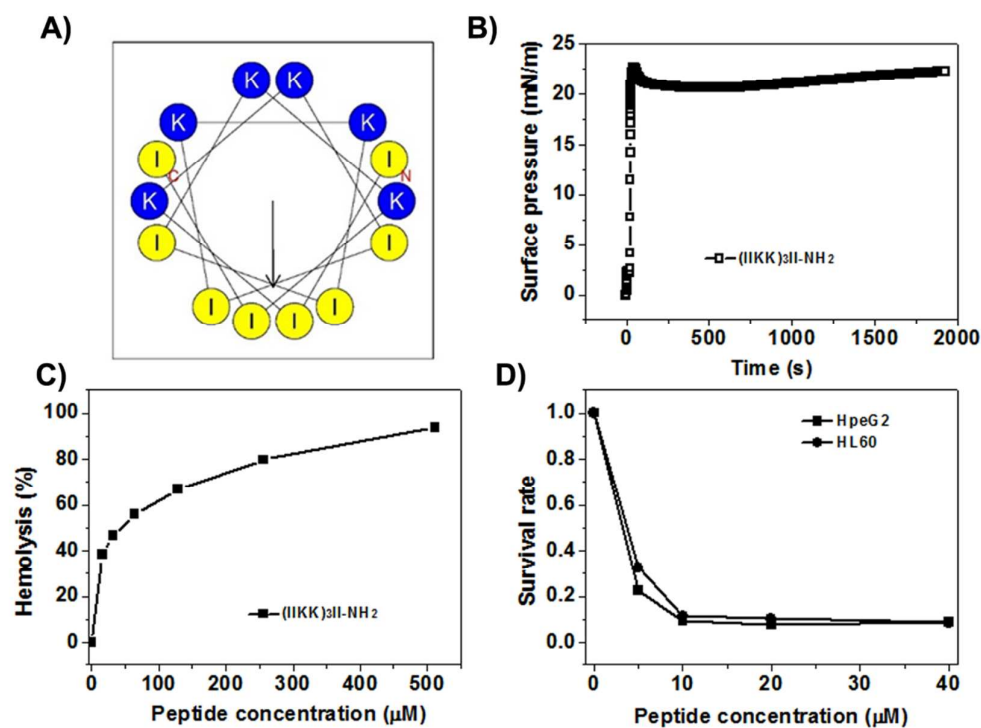 A)
K K
K K
I I
C N
K K
I I
I I
I I
B)
Surface pressure (mN/m)
25
20
15
10
5
0
(IIKK)3II-NH2
0 500 1000 1500 2000
Time (s)
C)
Hemolysis (%)
100
80
60
40
20
0
(IIKK)3II-NH2
0 100 200 300 400 500
Peptide concentration (µM)
D)
Survival rate
1.0
0.8
0.6
0.4
0.2
0.0
HpeG2
HL60
0 10 20 30 40
Peptide concentration (µM)